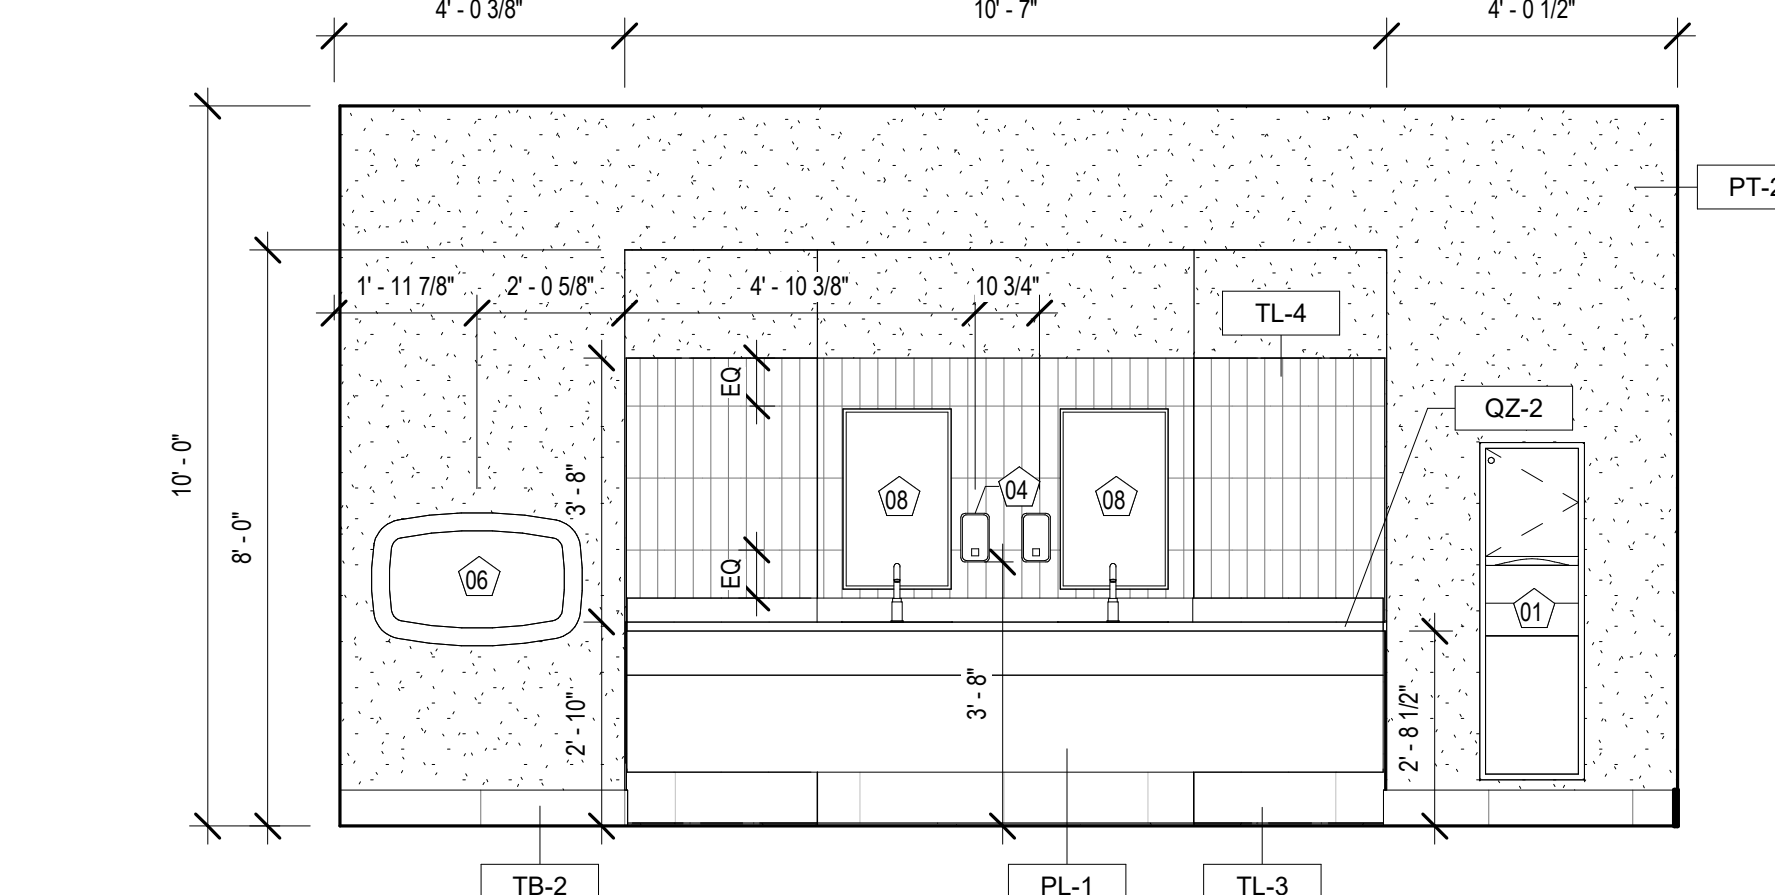 4' - 0 3/8"
10' - 7"
4' - 0 1/2"
PT-2
1' - 11 7/8"
2' - 0 5/8"
4' - 10 3/8"
10 3/4"
TL-4
EQ
QZ-2
10' - 0"
8' - 0"
3' - 8"
08
04
08
06
EQ
01
2' - 10"
3' - 8"
2' - 8 1/2"
TB-2
PL-1
TL-3